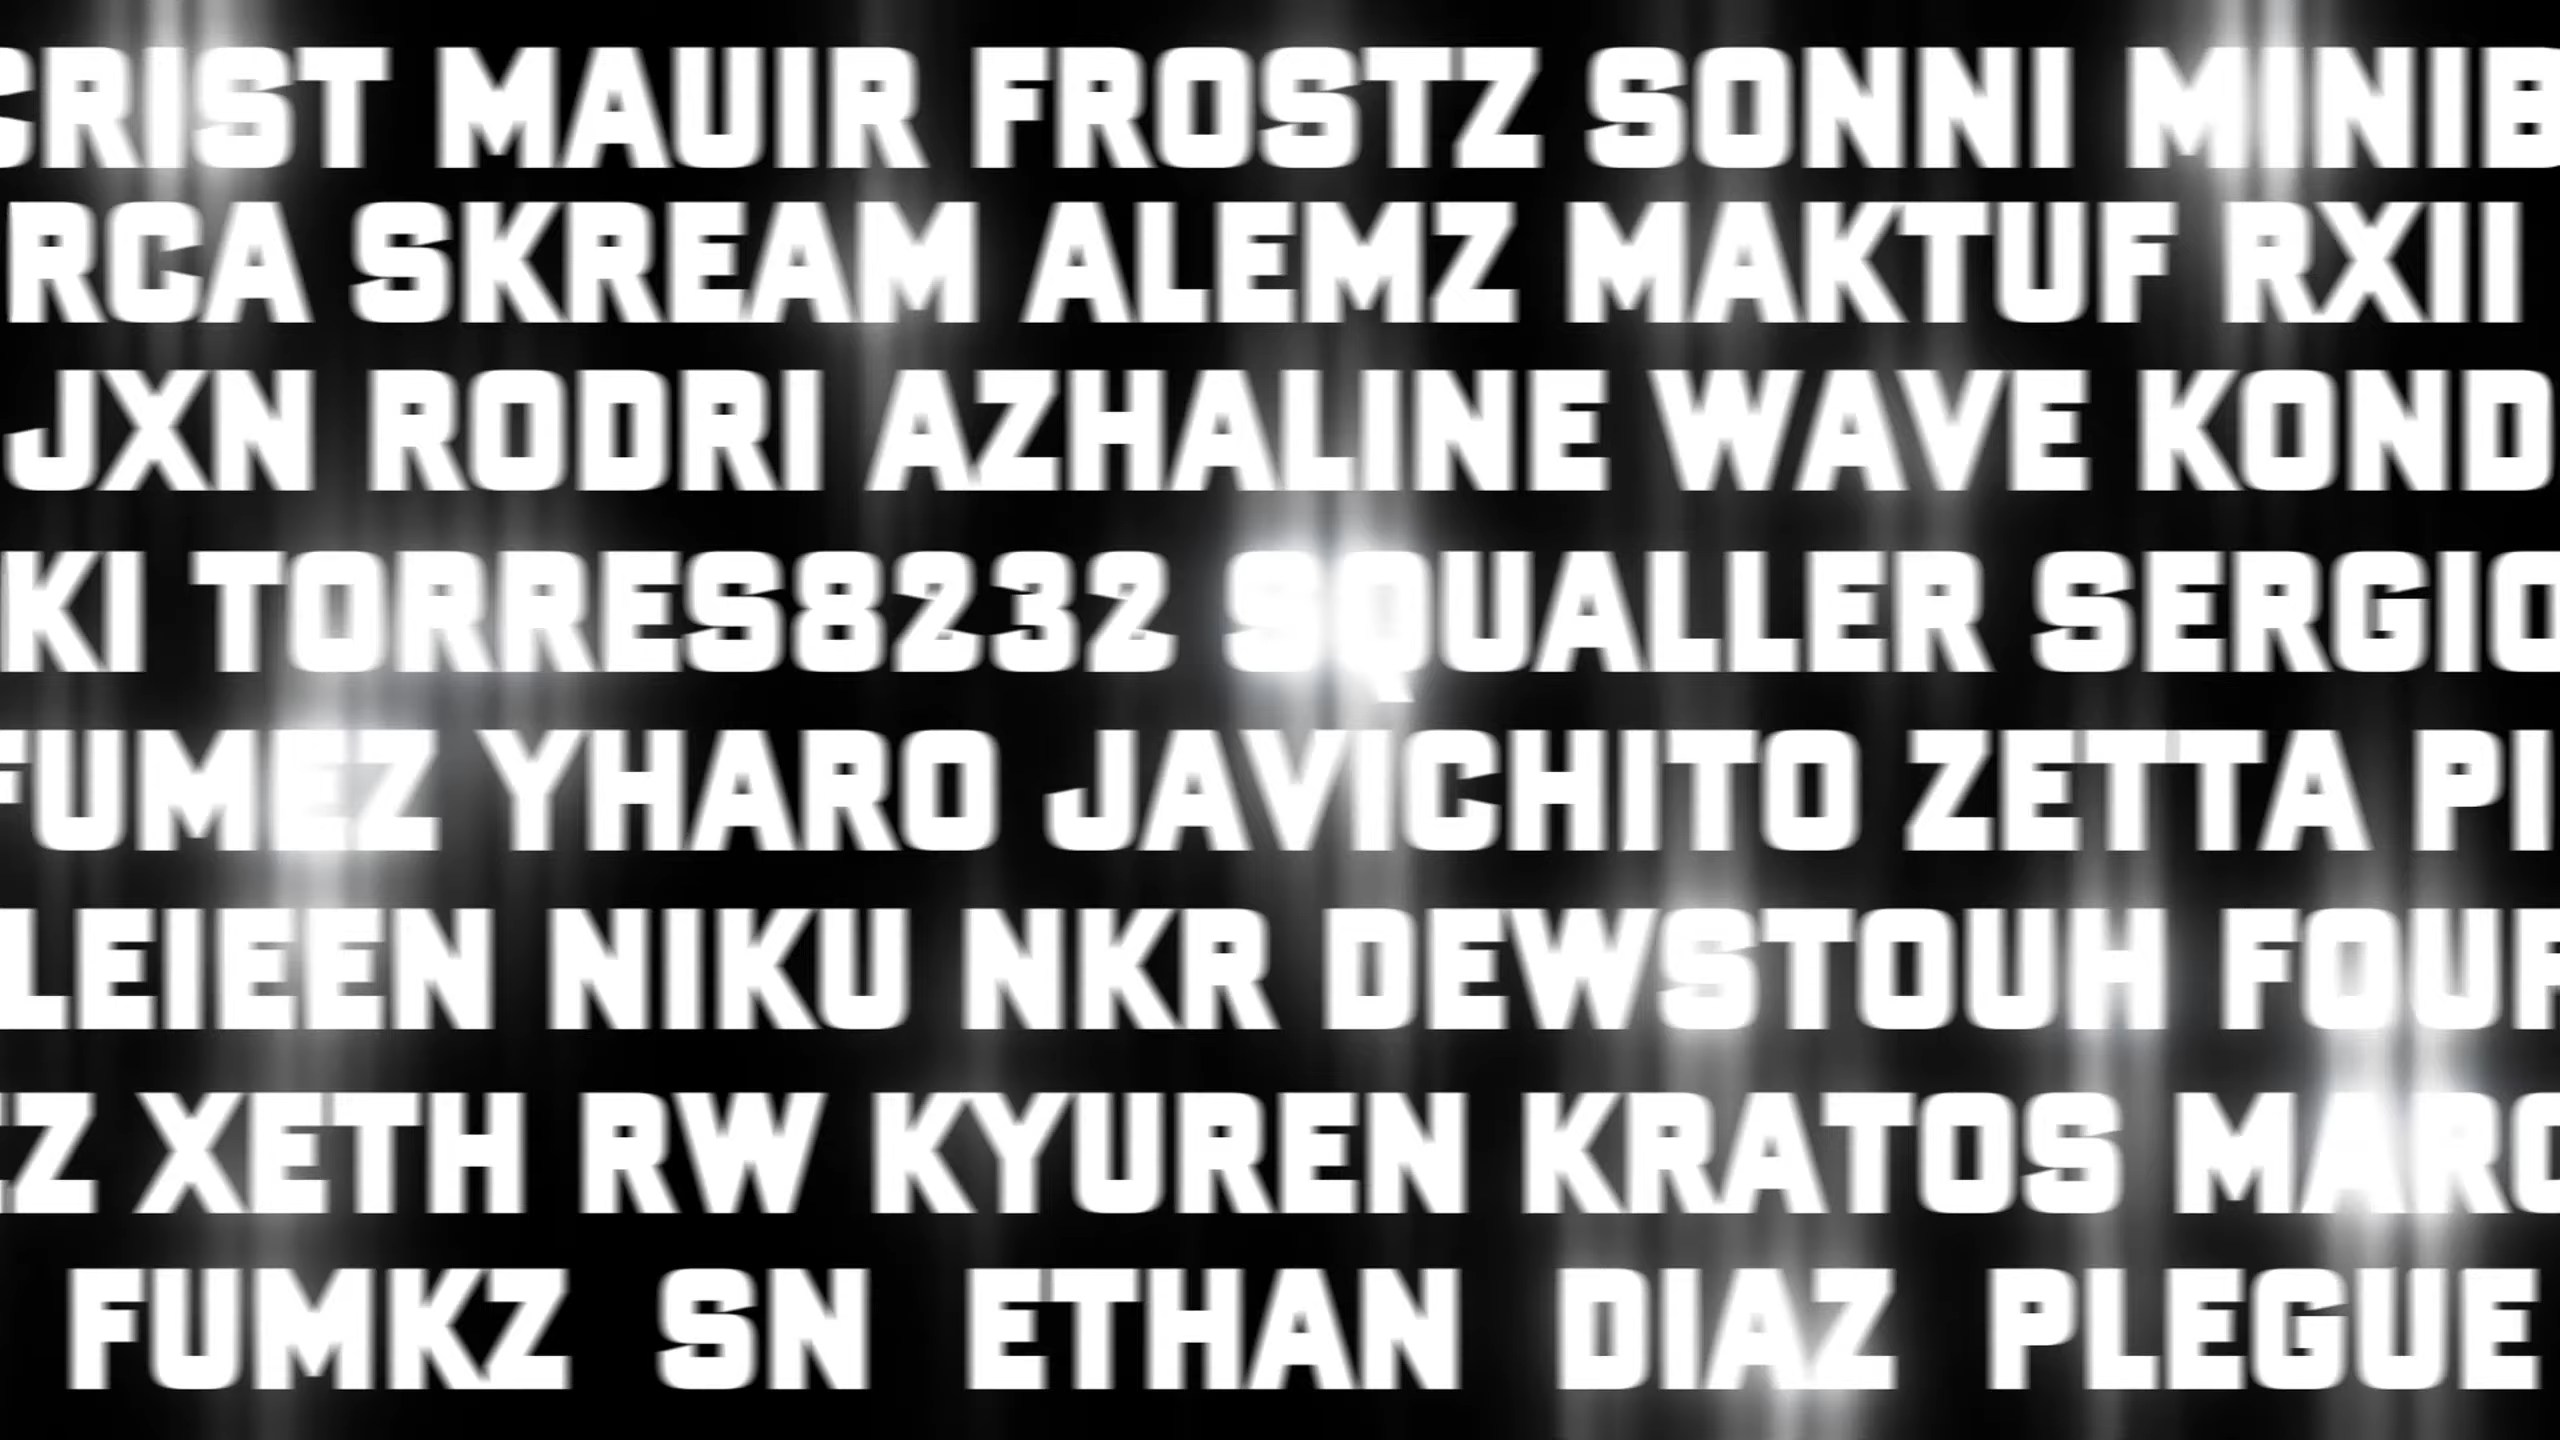 CRIST MAUIR FROSTZ SONNI MINIB
RCA SKREAM ALEMZ MAKTUF RXII
JXN RODRI AZHALINE WAVE KOND
KI TORRES8232 SQUALLER SERGIO
FUMEZ YHARO JAVICHITO ZETTA PI
LEIEEN NIKU NKR DEWSTOUH FOUR
Z XETH RW KYUREN KRATOS MARC
FUMKZ SN ETHAN DIAZ PLEGUE